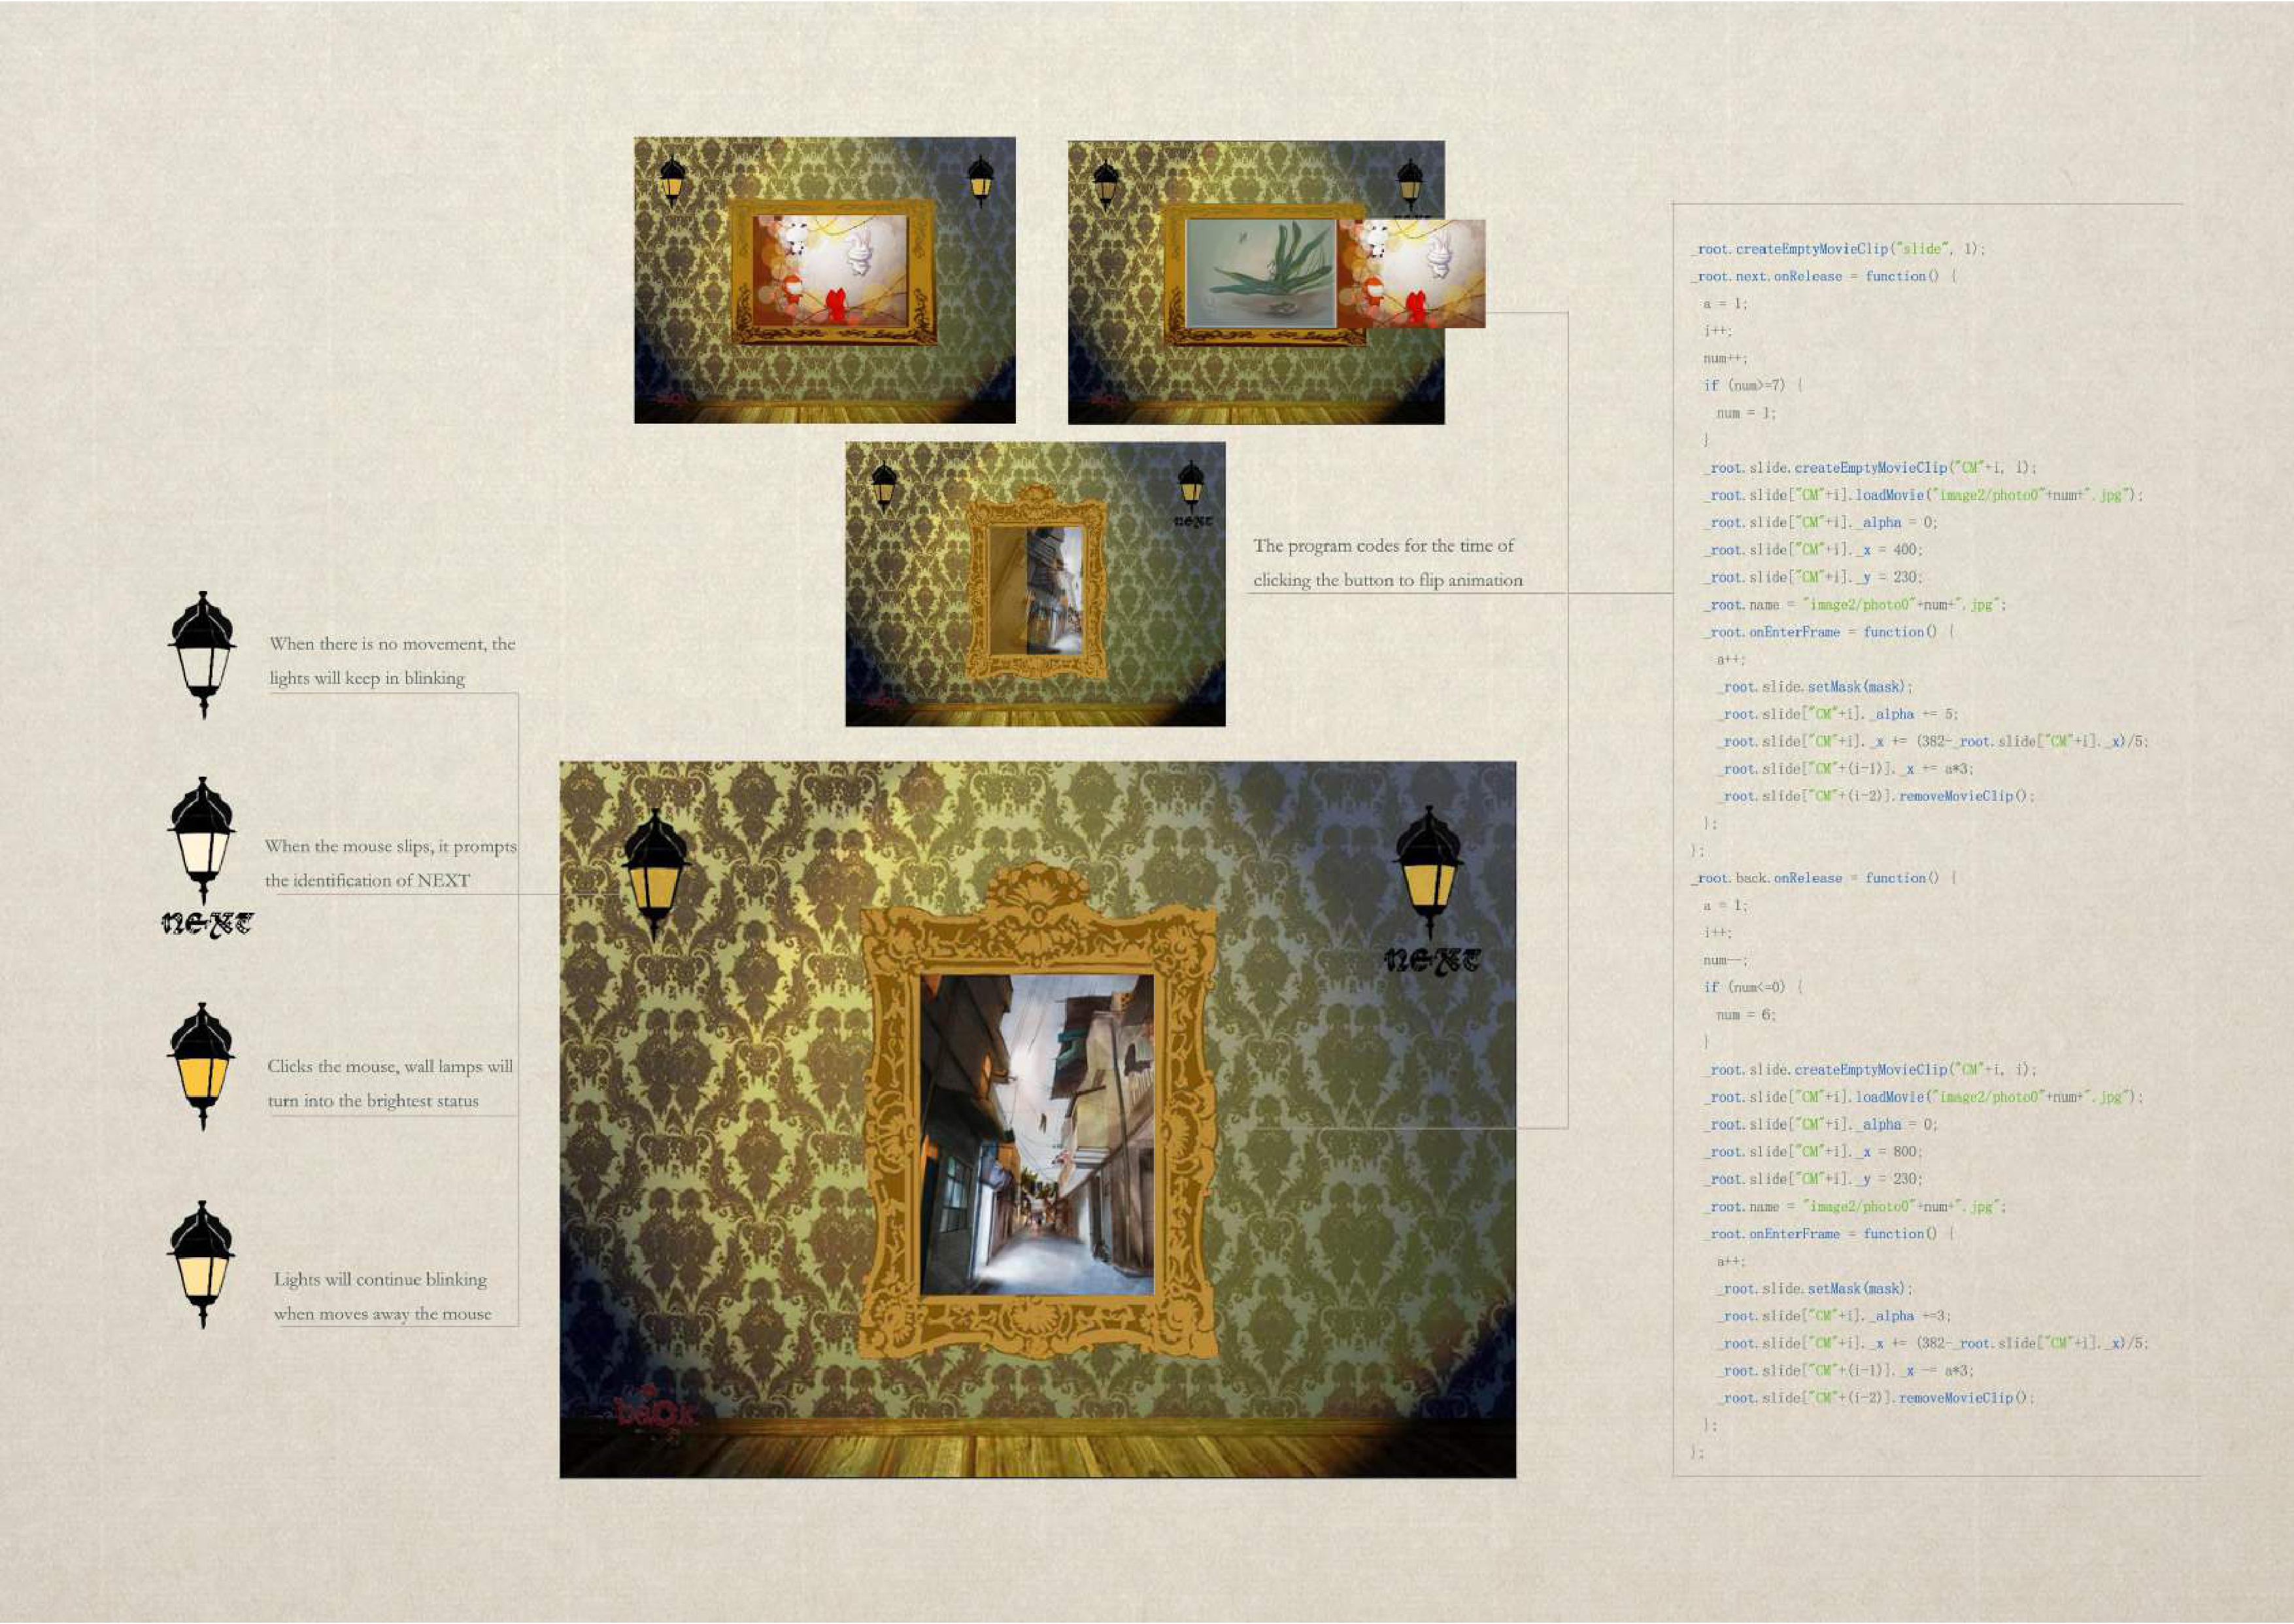 When there is no movement, the
lights will keep in blinking
When the mouse slips, it prompts
the identification of NEXT
NEXT
Clicks the mouse, wall lamps will
turn into the brightest status
Lights will continue blinking
when moves away the mouse
NEXT
The program codes for the time of
clicking the button to flip animation
NEXT
back
_root.createEmptyMovieClip("slide", 1);
_root.next.onRelease = function() {
a = 1;
i++;
num++;
if (num>=7) {
num = 1;
}
_root.slide.createEmptyMovieClip("CM"+i, i);
_root.slide["CM"+i].loadMovie("image2/photo0"+num+".jpg");
_root.slide["CM"+i]._alpha = 0;
_root.slide["CM"+i]._x = 400;
_root.slide["CM"+i]._y = 230;
_root.name = "image2/photo0"+num+".jpg";
_root.onEnterFrame = function() {
a++;
_root.slide.setMask(mask);
_root.slide["CM"+i]._alpha += 5;
_root.slide["CM"+i]._x += (382-_root.slide["CM"+i]._x)/5;
_root.slide["CM"+(i-1)]._x += a*3;
_root.slide["CM"+(i-2)].removeMovieClip();
};
};
_root.back.onRelease = function() {
a = 1;
i++;
num--;
if (num<=0) {
num = 6;
}
_root.slide.createEmptyMovieClip("CM"+i, i);
_root.slide["CM"+i].loadMovie("image2/photo0"+num+".jpg");
_root.slide["CM"+i]._alpha = 0;
_root.slide["CM"+i]._x = 800;
_root.slide["CM"+i]._y = 230;
_root.name = "image2/photo0"+num+".jpg";
_root.onEnterFrame = function() {
a++;
_root.slide.setMask(mask);
_root.slide["CM"+i]._alpha +=3;
_root.slide["CM"+i]._x += (382-_root.slide["CM"+i]._x)/5;
_root.slide["CM"+(i-1)]._x -= a*3;
_root.slide["CM"+(i-2)].removeMovieClip();
};
};